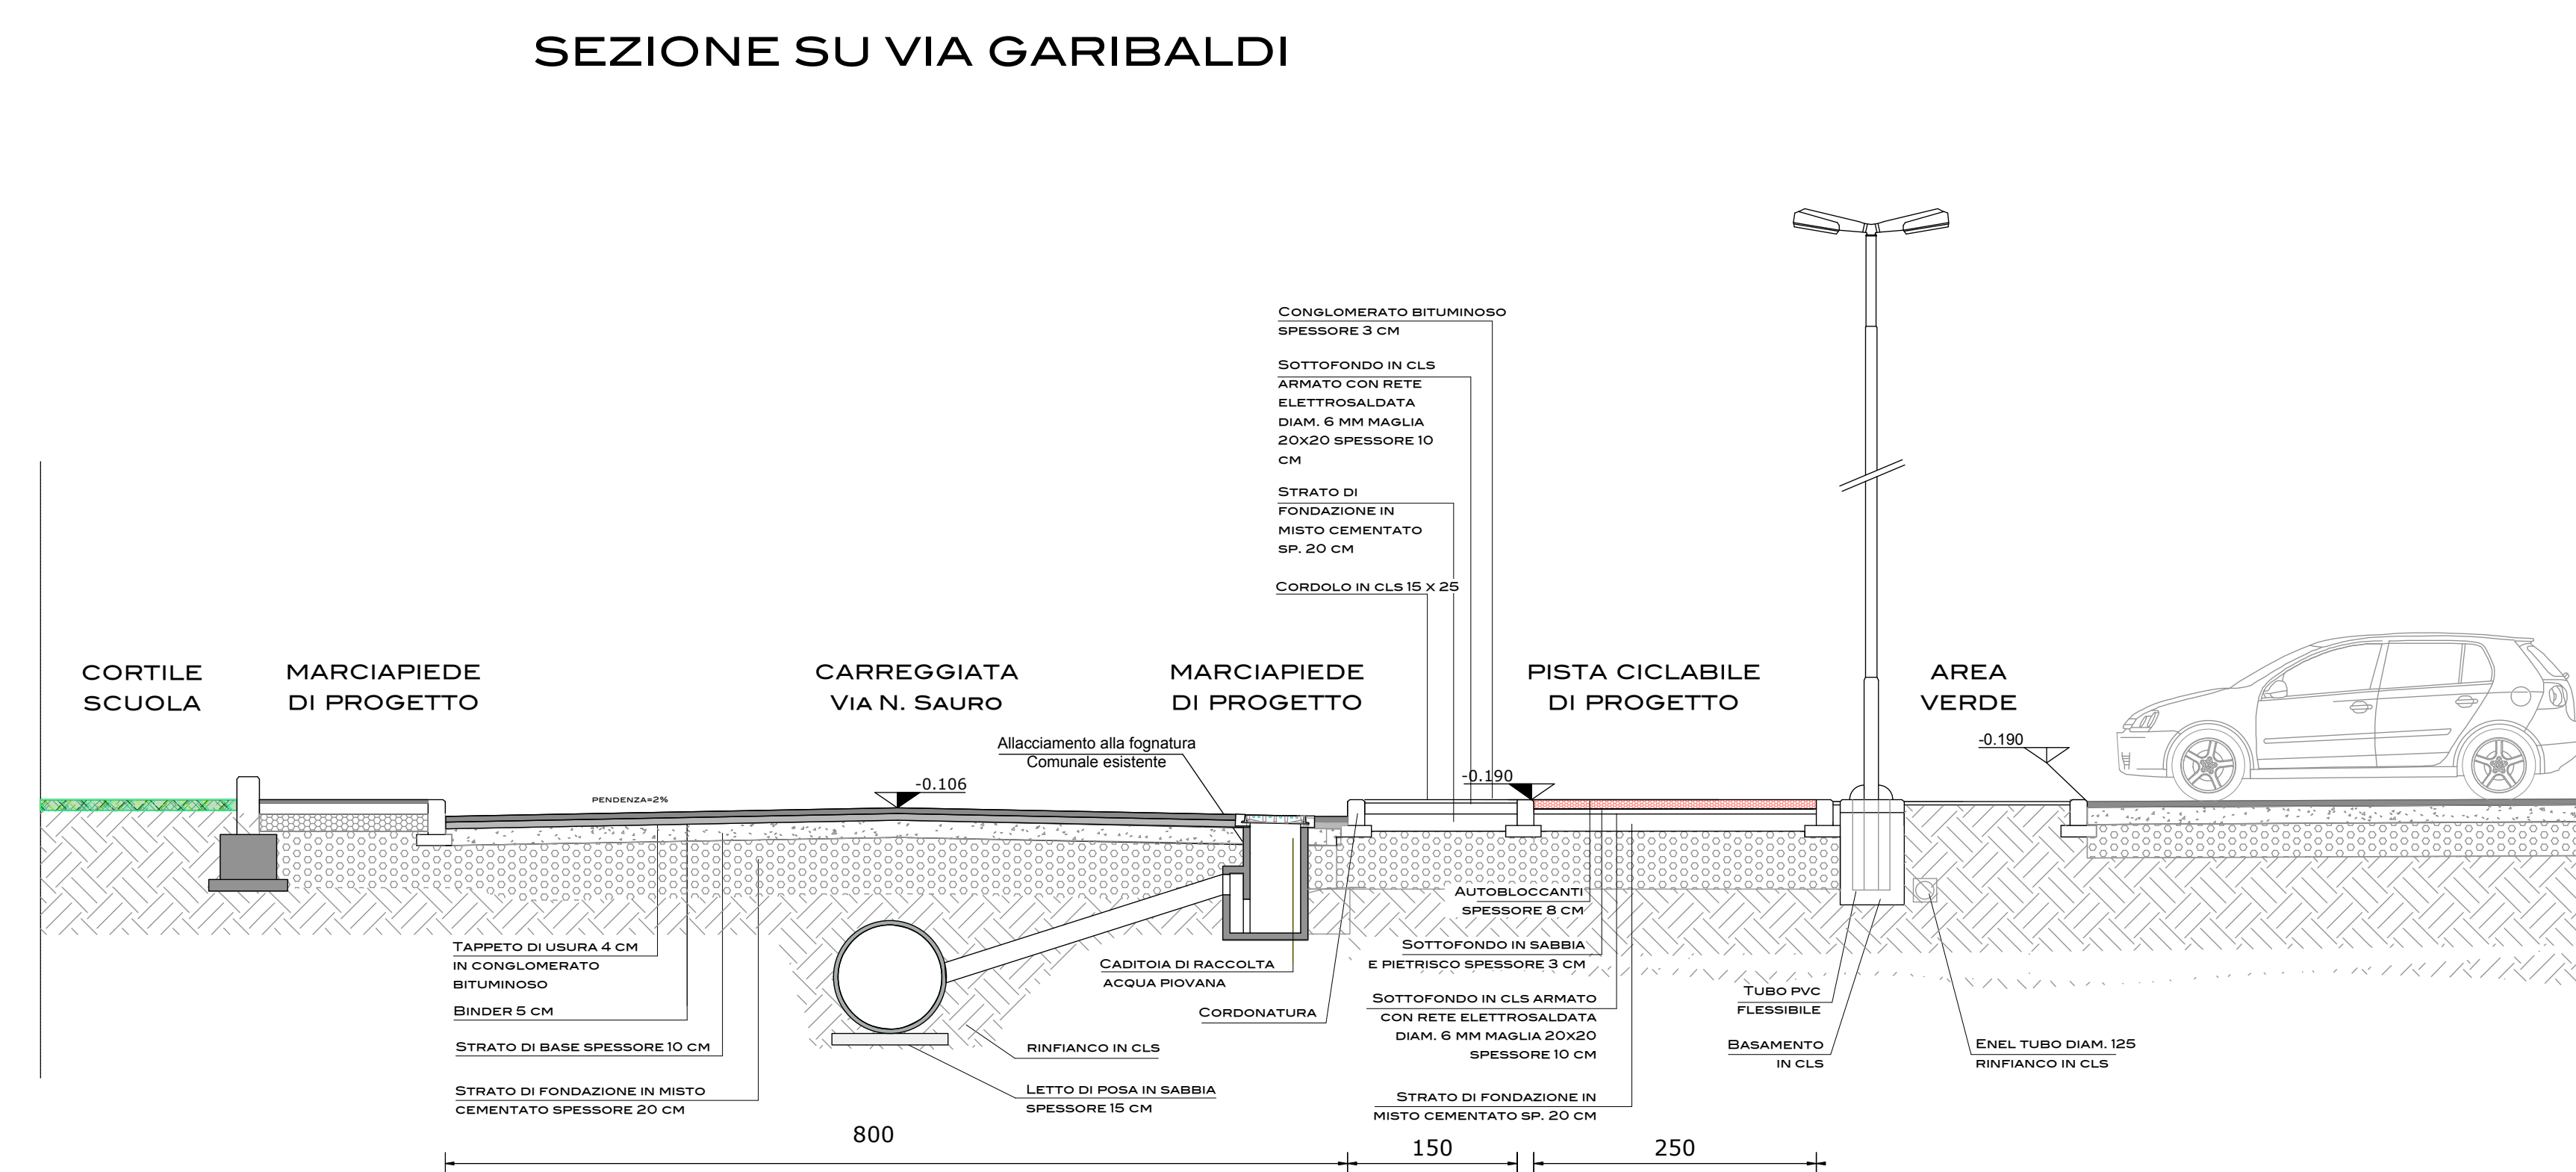 SEZIONE SU VIA GARIBALDI
CONGLOMERATO BITUMINOSO
SPESSORE 3 CM
SOTTOFONDO IN CLS
ARMATO CON RETE
ELETTROSALDATA
DIAM. 6 MM MAGLIA
20X20 SPESSORE 10
CM
STRATO DI
FONDAZIONE IN
MISTO CEMENTATO
SP. 20 CM
CORDOLO IN CLS 15 X 25
CORTILE
SCUOLA
MARCIAPIEDE
DI PROGETTO
CARREGGIATA
VIA N. SAURO
MARCIAPIEDE
DI PROGETTO
PISTA CICLABILE
DI PROGETTO
AREA
VERDE
Allacciamento alla fognatura
Comunale esistente
-0.190
-0.106
-0.190
PENDENZA=2%
TAPPETO DI USURA 4 CM
IN CONGLOMERATO
BITUMINOSO
BINDER 5 CM
STRATO DI BASE SPESSORE 10 CM
STRATO DI FONDAZIONE IN MISTO
CEMENTATO SPESSORE 20 CM
RINFIANCO IN CLS
LETTO DI POSA IN SABBIA
SPESSORE 15 CM
CADITOIA DI RACCOLTA
ACQUA PIOVANA
CORDONATURA
AUTOBLOCCANTI
SPESSORE 8 CM
SOTTOFONDO IN SABBIA
E PIETRISCO SPESSORE 3 CM
SOTTOFONDO IN CLS ARMATO
CON RETE ELETTROSALDATA
DIAM. 6 MM MAGLIA 20X20
SPESSORE 10 CM
STRATO DI FONDAZIONE IN
MISTO CEMENTATO SP. 20 CM
TUBO PVC
FLESSIBILE
BASAMENTO
IN CLS
ENEL TUBO DIAM. 125
RINFIANCO IN CLS
800
150
250